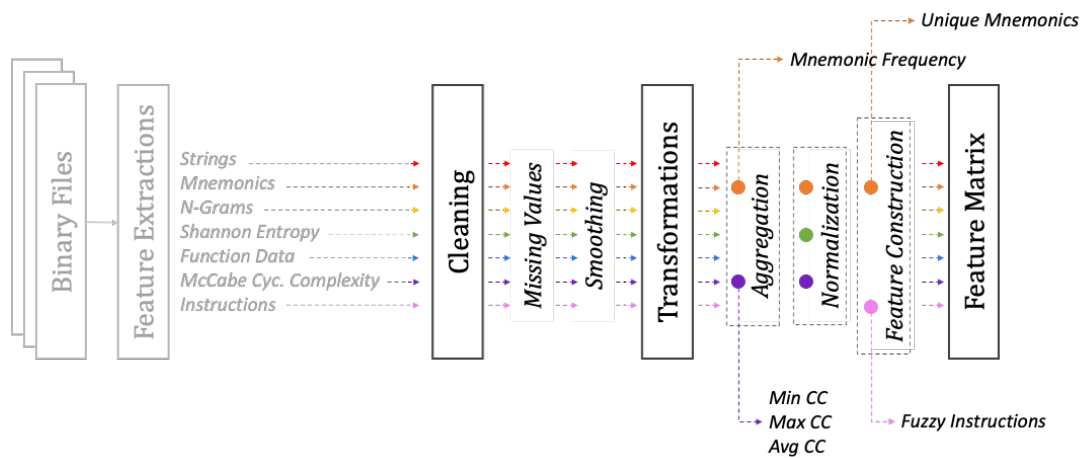 Unique Mnemonics
Mnemonic Frequency
Binary Files
Feature Extractions
Strings
Mnemonics
N-Grams
Shannon Entropy
Function Data
McCabe Cyc. Complexity
Instructions
Cleaning
Missing Values
Smoothing
Transformations
Aggregation
Normalization
Feature Construction
Feature Matrix
Min CC
Max CC
Avg CC
Fuzzy Instructions